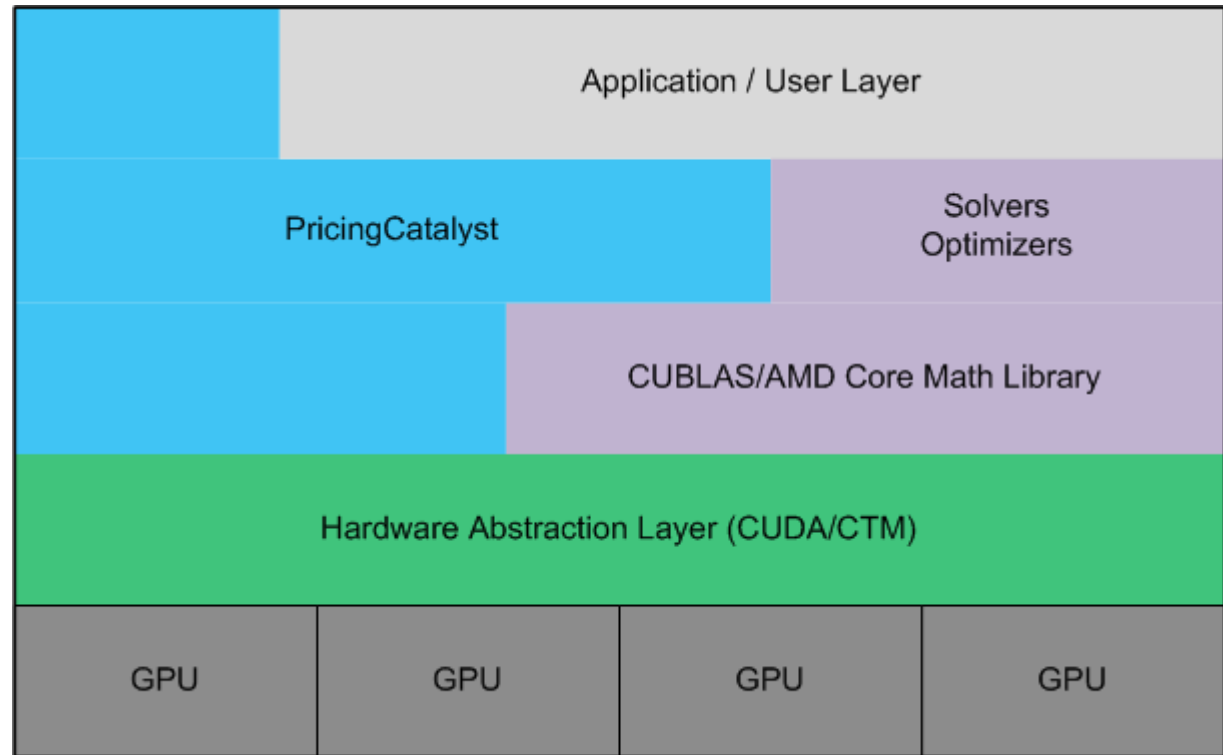 Application / User Layer
PricingCatalyst
Solvers
Optimizers
CUBLAS/AMD Core Math Library
Hardware Abstraction Layer (CUDA/CTM)
GPU
GPU
GPU
GPU